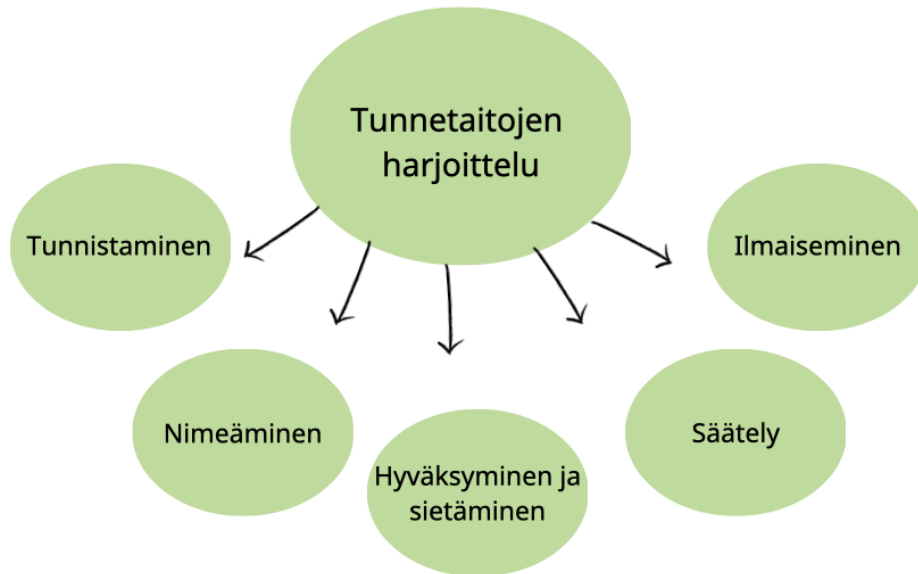 Tunnetaitojen
harjoittelu
Tunnistaminen
Nimeäminen
Hyväksyminen ja
sietäminen
Säätely
Ilmaiseminen